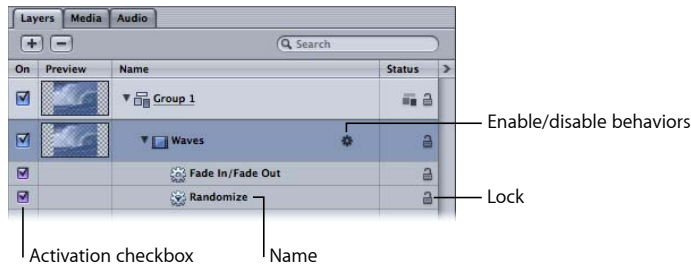 Layers Media Audio
Search
On Preview Name Status
Group 1
Waves
Enable/disable behaviors
Fade In/Fade Out
Randomize
Lock
Activation checkbox
Name